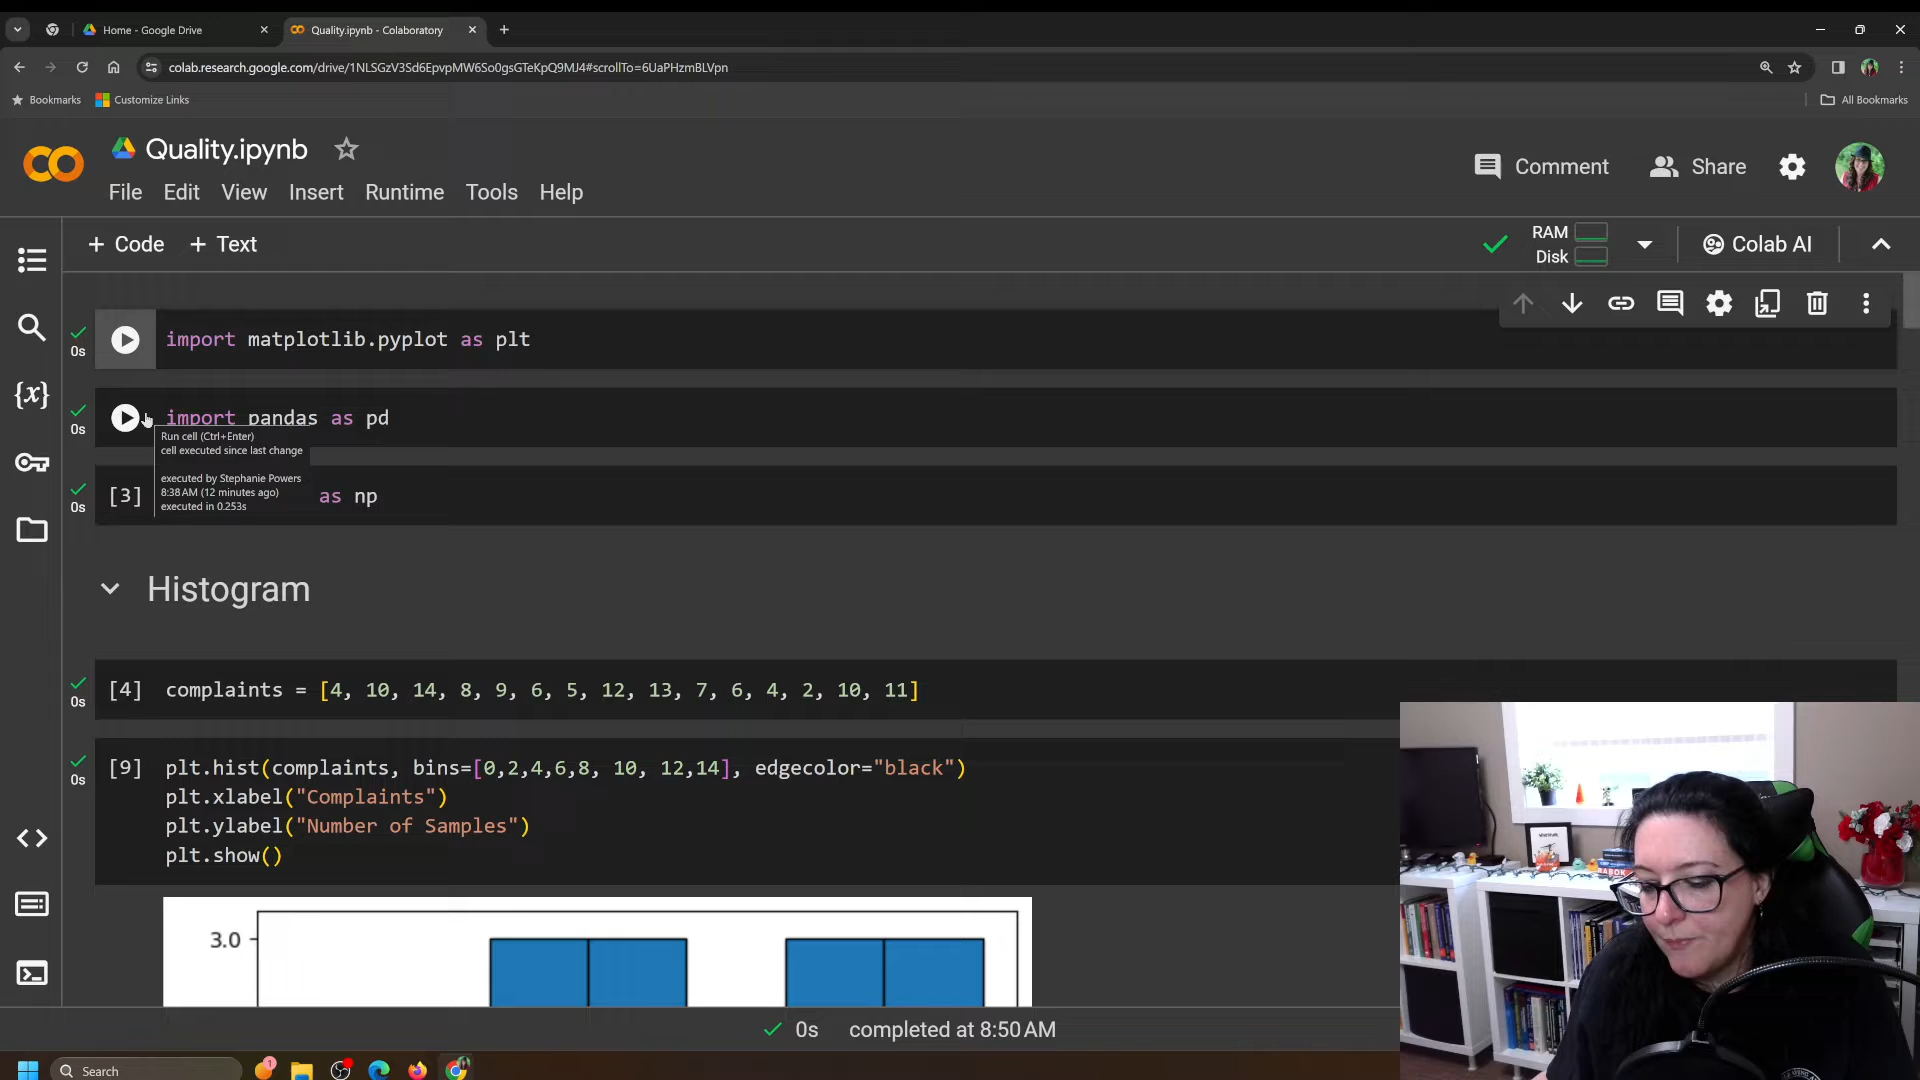 Home - Google Drive
Quality.ipynb - Colaboratory
colab.research.google.com/drive/1NLSGzV3Sd6EpvpMW6So0gsGTeKpQ9MJ4#scrollTo=6UaPHzmBLVpn
Bookmarks
Customize Links
All Bookmarks
Quality.ipynb
File Edit View Insert Runtime Tools Help
Comment
Share
+ Code + Text
RAM
Disk
Colab AI
import matplotlib.pyplot as plt
0s
import pandas as pd
0s
Run cell (Ctrl+Enter)
cell executed since last change
executed by Stephanie Powers
8:38 AM (12 minutes ago)
executed in 0.253s
[3] as np
0s
Histogram
[4] complaints = [4, 10, 14, 8, 9, 6, 5, 12, 13, 7, 6, 4, 2, 10, 11]
0s
[9] plt.hist(complaints, bins=[0,2,4,6,8, 10, 12,14], edgecolor="black")
0s
plt.xlabel("Complaints")
plt.ylabel("Number of Samples")
plt.show()
3.0
0s completed at 8:50 AM
Search
1